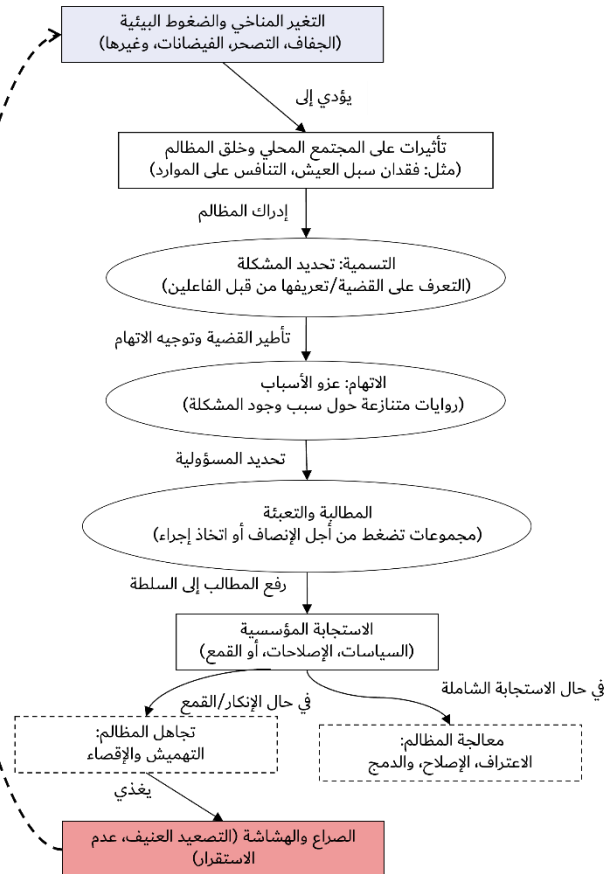 التغير المناخي والضغوط البيئية
(الجفاف، التصحر، الفيضانات، وغيرها)
يؤدي إلى
تأثيرات على المجتمع المحلي وخلق المظالم
(مثل: فقدان سبل العيش، التنافس على الموارد)
إدراك المظالم
التسمية: تحديد المشكلة
(التعرف على القضية/تعريفها من قبل الفاعلين)
تأطير القضية وتوجيه الاتهام
الاتهام: عزو الأسباب
(روايات متنازعة حول سبب وجود المشكلة)
تحديد المسؤولية
المطالبة والتعبئة
(مجموعات تضغط من أجل الإنصاف أو اتخاذ إجراء)
رفع المطالب إلى السلطة
الاستجابة المؤسسية
(السياسات، الإصلاحات، أو القمع)
في حال الاستجابة الشاملة
في حال الإنكار/القمع
معالجة المظالم:
الاعتراف، الإصلاح، والدمج
تجاهل المظالم:
التهميش والإقصاء
يغذي
الصراع والهشاشة (التصعيد العنيف، عدم
الاستقرار)